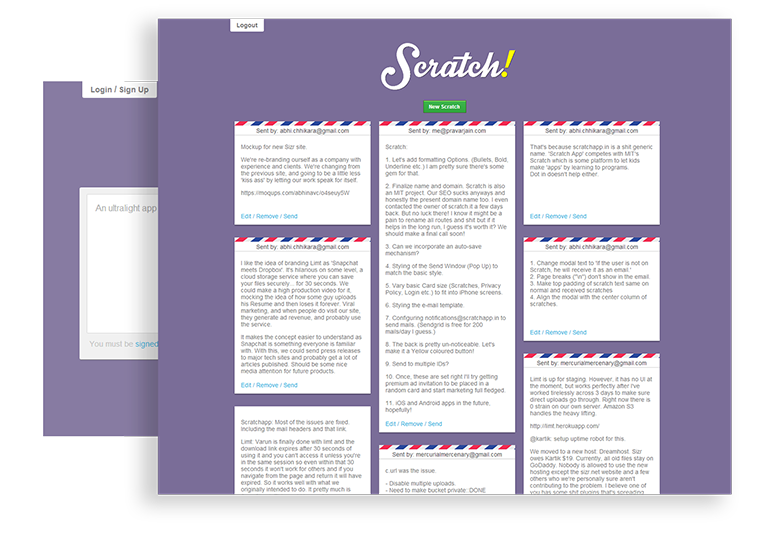 Login / Sign Up
An ultralight app
You must be signed
Logout
Scratch!
New Scratch
Sent by: abhi.chhikara@gmail.com
Mockup for new Sizr site.
We're re-branding ourself as a company with
experience and clients. We're changing from
the previous site, and going to be a little less
'kiss ass' by letting our work speak for itself.
https://moqups.com/abhinavc/o4seuy5W
Edit / Remove / Send
Sent by: abhi.chhikara@gmail.com
I like the idea of branding Limt as 'Snapchat
meets Dropbox'. It's hilarious on some level, a
cloud storage service where you can save
your files securely... for 30 seconds. We
could make a high production video for it,
mocking the idea of how some guy uploads
his Resume and then loses it forever. Viral
marketing, and when people do visit our site,
they generate ad revenue, and probably use
the service.
It makes the concept easier to understand as
Snapchat is something everyone is familiar
with. With this, we could send press releases
to major tech sites and probably get a lot of
articles published. Should be some nice
media attention for future products.
Edit / Remove / Send
Scratchapp: Most of the issues are fixed.
Including the mail headers and that link.
Limt: Varun is finally done with limt and the
download link expires after 30 seconds of
using it and you can't access it unless you're
in the same session so even within that 30
seconds it won't work for others and if you
navigate from the page and return it will have
expired. So it works well with what we
originally intended to do. It pretty much is
Sent by: me@pravarjain.com
Scratch:
1. Let's add formatting Options. (Bullets, Bold,
Underline etc.) I am pretty sure there's some
gem for that.
2. Finalize name and domain. Scratch is also
an MIT project. Our SEO sucks anyways and
honestly the present domain name too. I even
contacted the owner of scratch.it a few days
back. But no luck there! I know it might be a
pain to rename all routes and shit but if it
helps in the long run, I guess it's worth it? We
should make a final call soon!
3. Can we incorporate an auto-save
mechanism?
4. Styling of the Send Window (Pop Up) to
match the basic style.
5. Vary basic Card size (Scratches, Privacy
Policy, Login etc.) to fit into iPhone screens.
6. Styling the e-mail template.
7. Configuring notifications@scratchapp.in to
send mails. (Sendgrid is free for 200
mails/day I guess.)
8. The back is pretty un-noticeable. Let's
make it a Yellow coloured button!
9. Send to multiple IDs?
10. Once, these are set right I'll try getting
premium ad invitation to be placed in a
random card and start marketing full fledged.
11. iOS and Android apps in the future,
hopefully!
Edit / Remove / Send
Sent by: mercurialmercenary@gmail.com
c url was the issue.
- Disable multiple uploads.
- Need to make bucket private: DONE
Sent by: abhi.chhikara@gmail.com
That's because scratchapp.in is a shit generic
name. 'Scratch App' competes with MIT's
Scratch which is some platform to let kids
make 'apps' by learning to programs.
Dot in doesn't help either.
Edit / Remove / Send
Sent by: abhi.chhikara@gmail.com
1. Change modal text to 'if the user is not on
Scratch, he will receive it as an email.'
2. Page breaks ("\n") don't show in the email.
3. Make top padding of scratch text same on
normal and received scratches
4. Align the modal with the center column of
scratches.
Edit / Remove / Send
Sent by: mercurialmercenary@gmail.com
Limt is up for staging. However, it has no UI at
the moment, but works perfectly after I've
worked tirelessly across 3 days to make sure
direct uploads go through. Right now there is
0 strain on our own server. Amazon S3
handles the heavy lifting.
http://limt.herokuapp.com/
@kartik: setup uptime robot for this.
We moved to a new host: Dreamhost. Sizr
owes Kartik $19. Currently, all old files stay on
GoDaddy. Nobody is allowed to use the new
hosting except the sizr.net website and a few
others who we're personally sure aren't
contributing to the problem. I believe one of
you has some shit plugins that's spreading